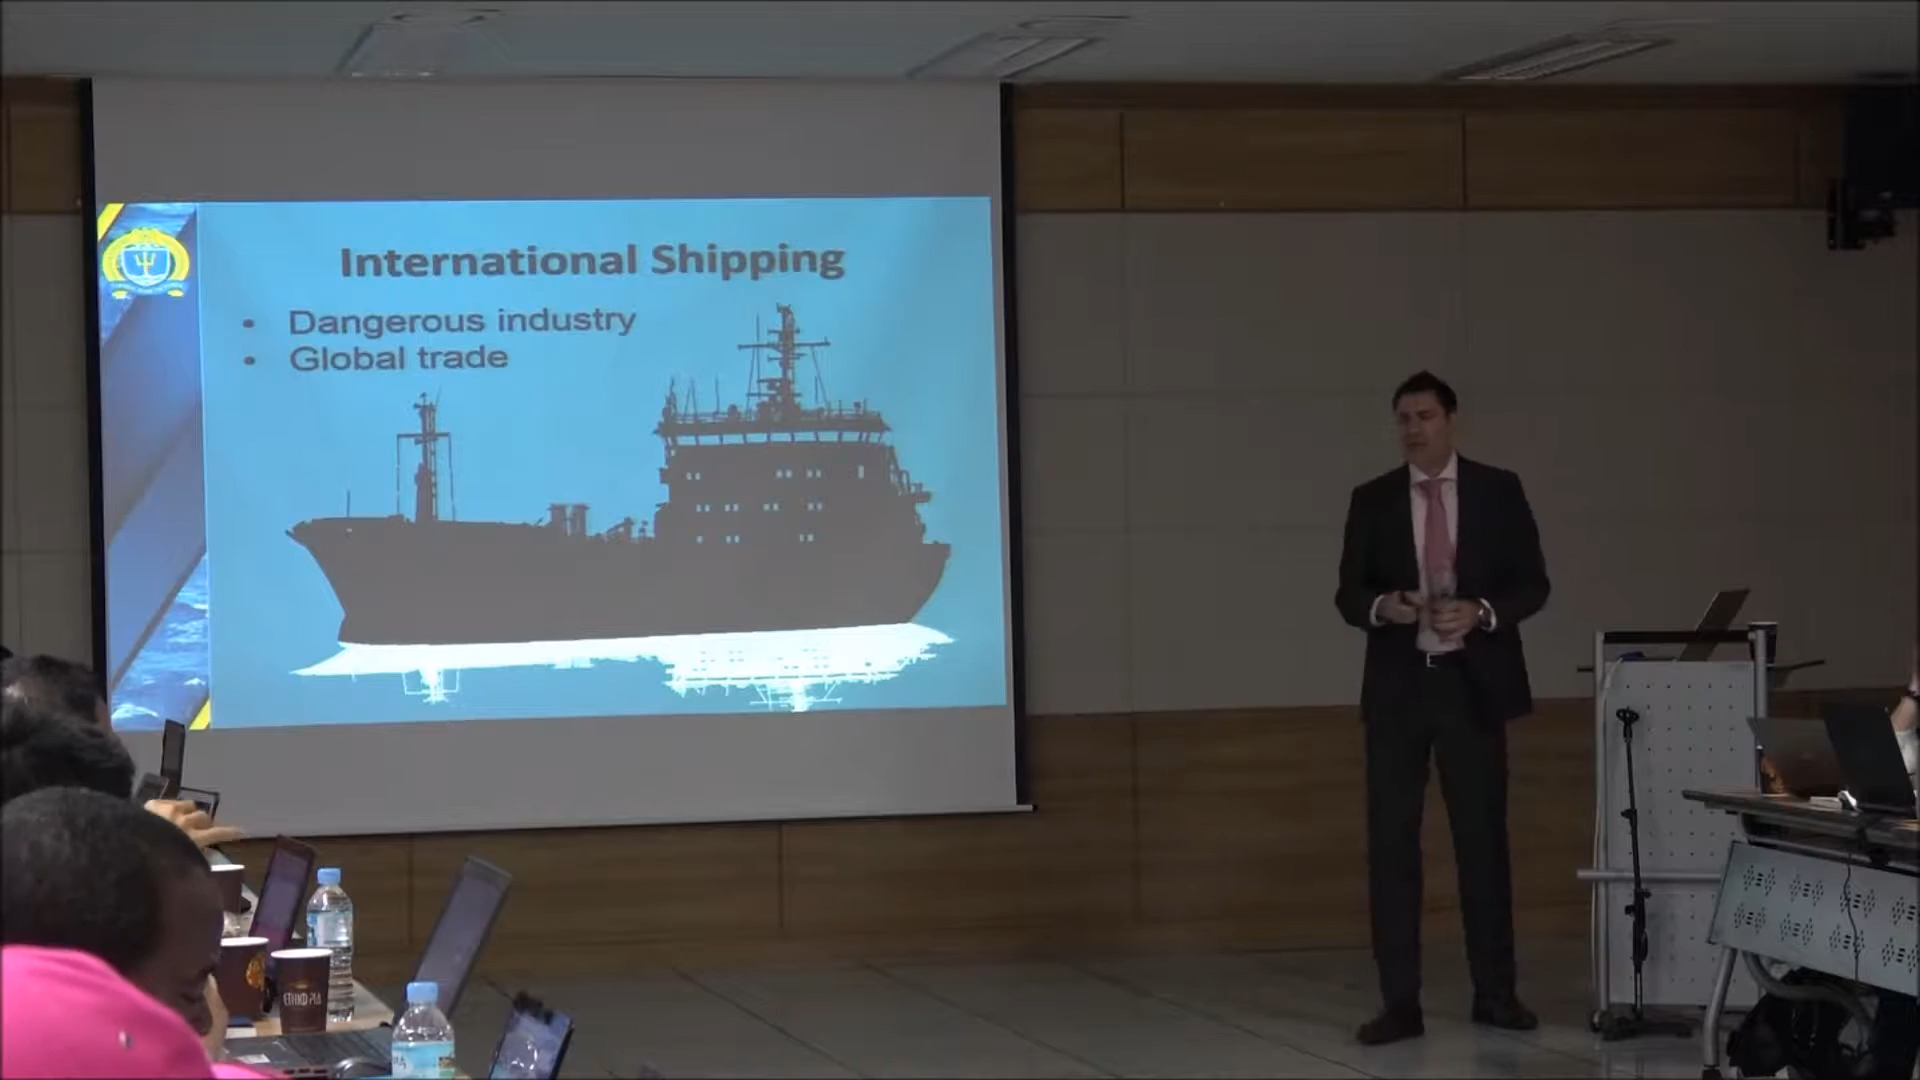 International Shipping
• Dangerous industry
• Global trade
ETHIOPIA